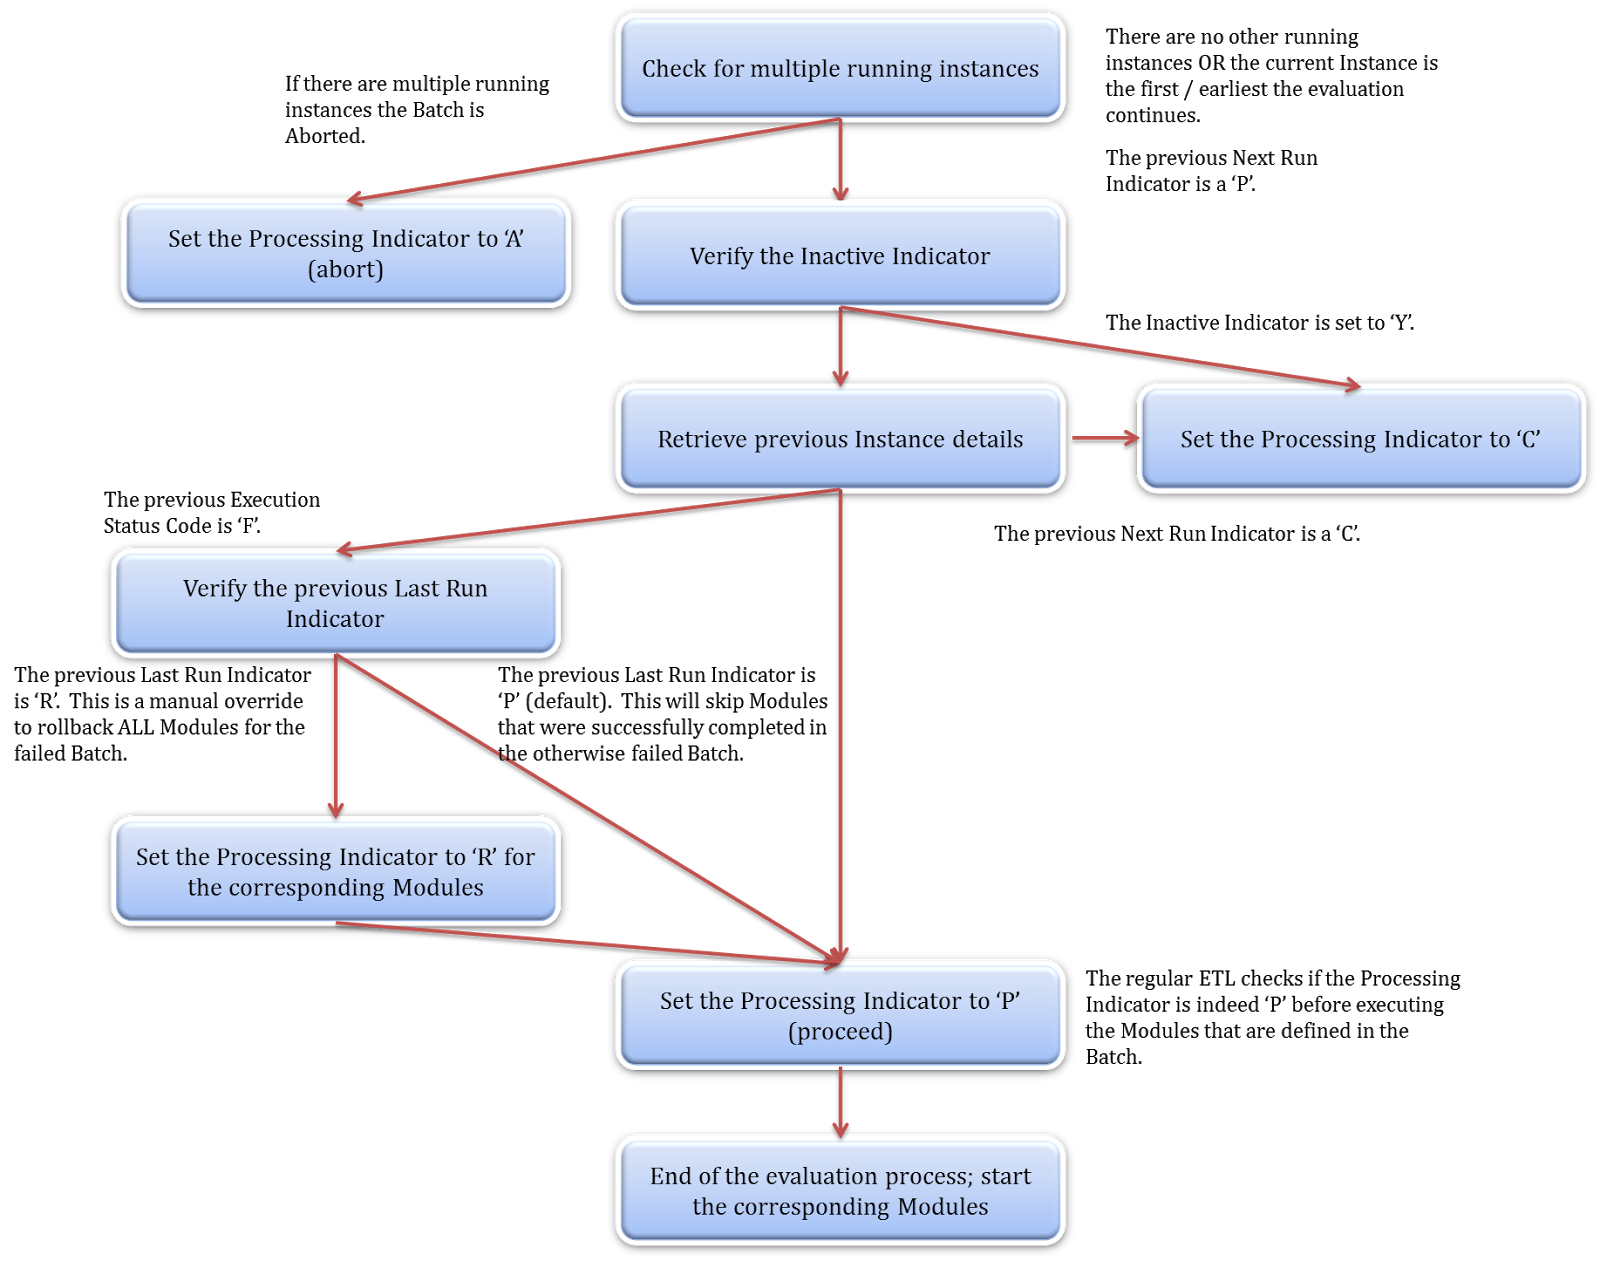 Check for multiple running instances
There are no other running
instances OR the current Instance is
the first / earliest the evaluation
continues.
If there are multiple running
instances the Batch is
Aborted.
The previous Next Run
Indicator is a ‘P’.
Set the Processing Indicator to ‘A’
(abort)
Verify the Inactive Indicator
The Inactive Indicator is set to ‘Y’.
Retrieve previous Instance details
Set the Processing Indicator to ‘C’
The previous Execution
Status Code is ‘F’.
The previous Next Run Indicator is a ‘C’.
Verify the previous Last Run
Indicator
The previous Last Run Indicator
is ‘R’.  This is a manual override
to rollback ALL Modules for the
failed Batch.
The previous Last Run Indicator is
‘P’ (default).  This will skip Modules
that were successfully completed in
the otherwise failed Batch.
Set the Processing Indicator to ‘R’ for
the corresponding Modules
Set the Processing Indicator to ‘P’
(proceed)
The regular ETL checks if the Processing
Indicator is indeed ‘P’ before executing
the Modules that are defined in the
Batch.
End of the evaluation process; start
the corresponding Modules